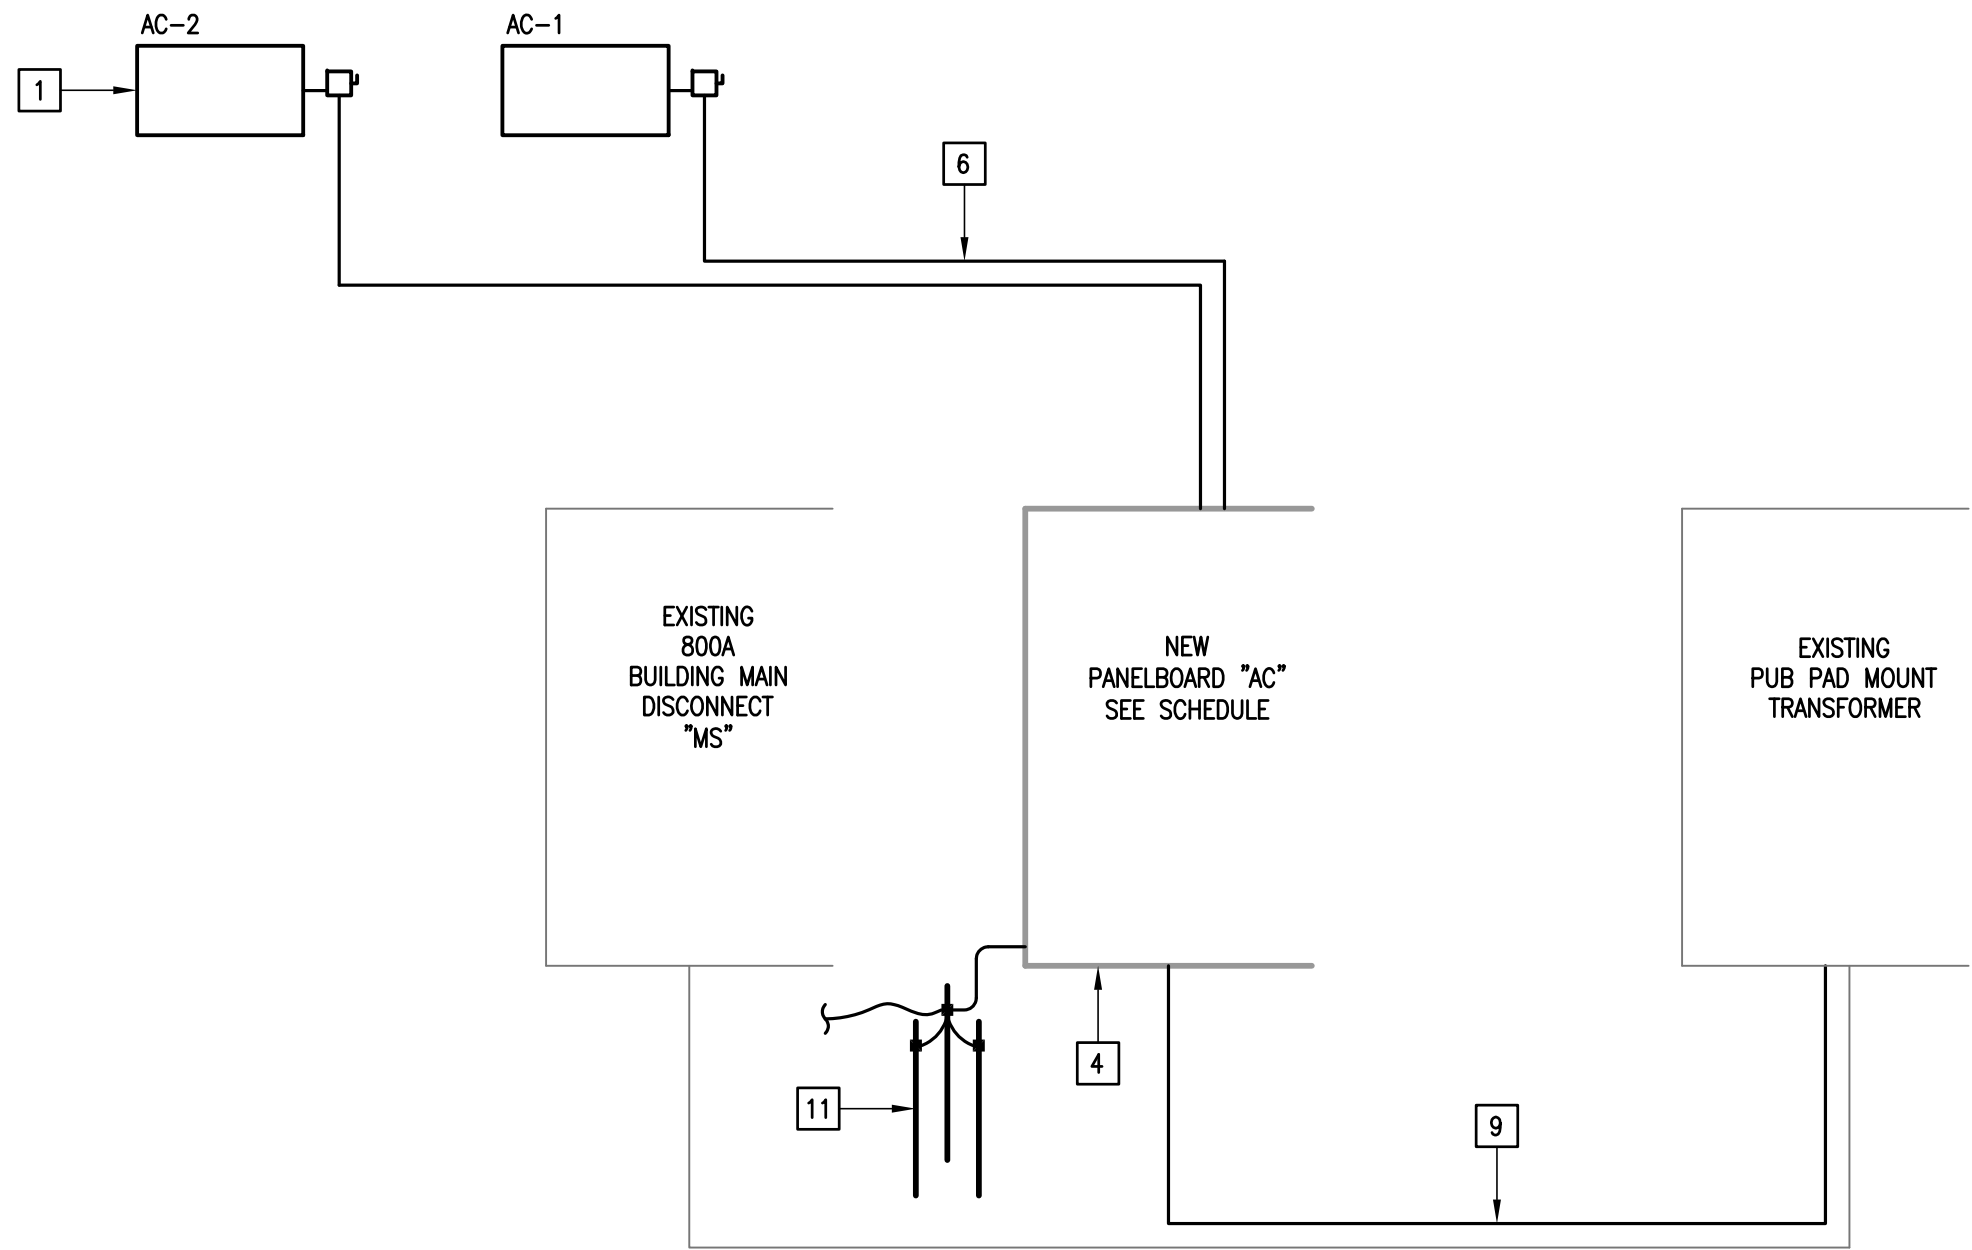 AC-2
AC-1
1
6
EXISTING
800A
BUILDING MAIN
DISCONNECT
"MS"
NEW
PANELBOARD "AC"
SEE SCHEDULE
EXISTING
PUB PAD MOUNT
TRANSFORMER
4
11
9